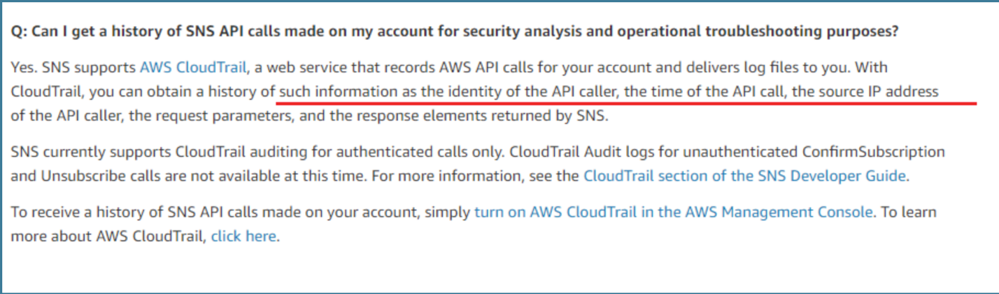 Q: Can I get a history of SNS API calls made on my account for security analysis and operational troubleshooting purposes?
Yes. SNS supports AWS CloudTrail, a web service that records AWS API calls for your account and delivers log files to you. With
CloudTrail, you can obtain a history of such information as the identity of the API caller, the time of the API call, the source IP address
of the API caller, the request parameters, and the response elements returned by SNS.
SNS currently supports CloudTrail auditing for authenticated calls only. CloudTrail Audit logs for unauthenticated ConfirmSubscription
and Unsubscribe calls are not available at this time. For more information, see the CloudTrail section of the SNS Developer Guide.
To receive a history of SNS API calls made on your account, simply turn on AWS CloudTrail in the AWS Management Console. To learn
more about AWS CloudTrail, click here.